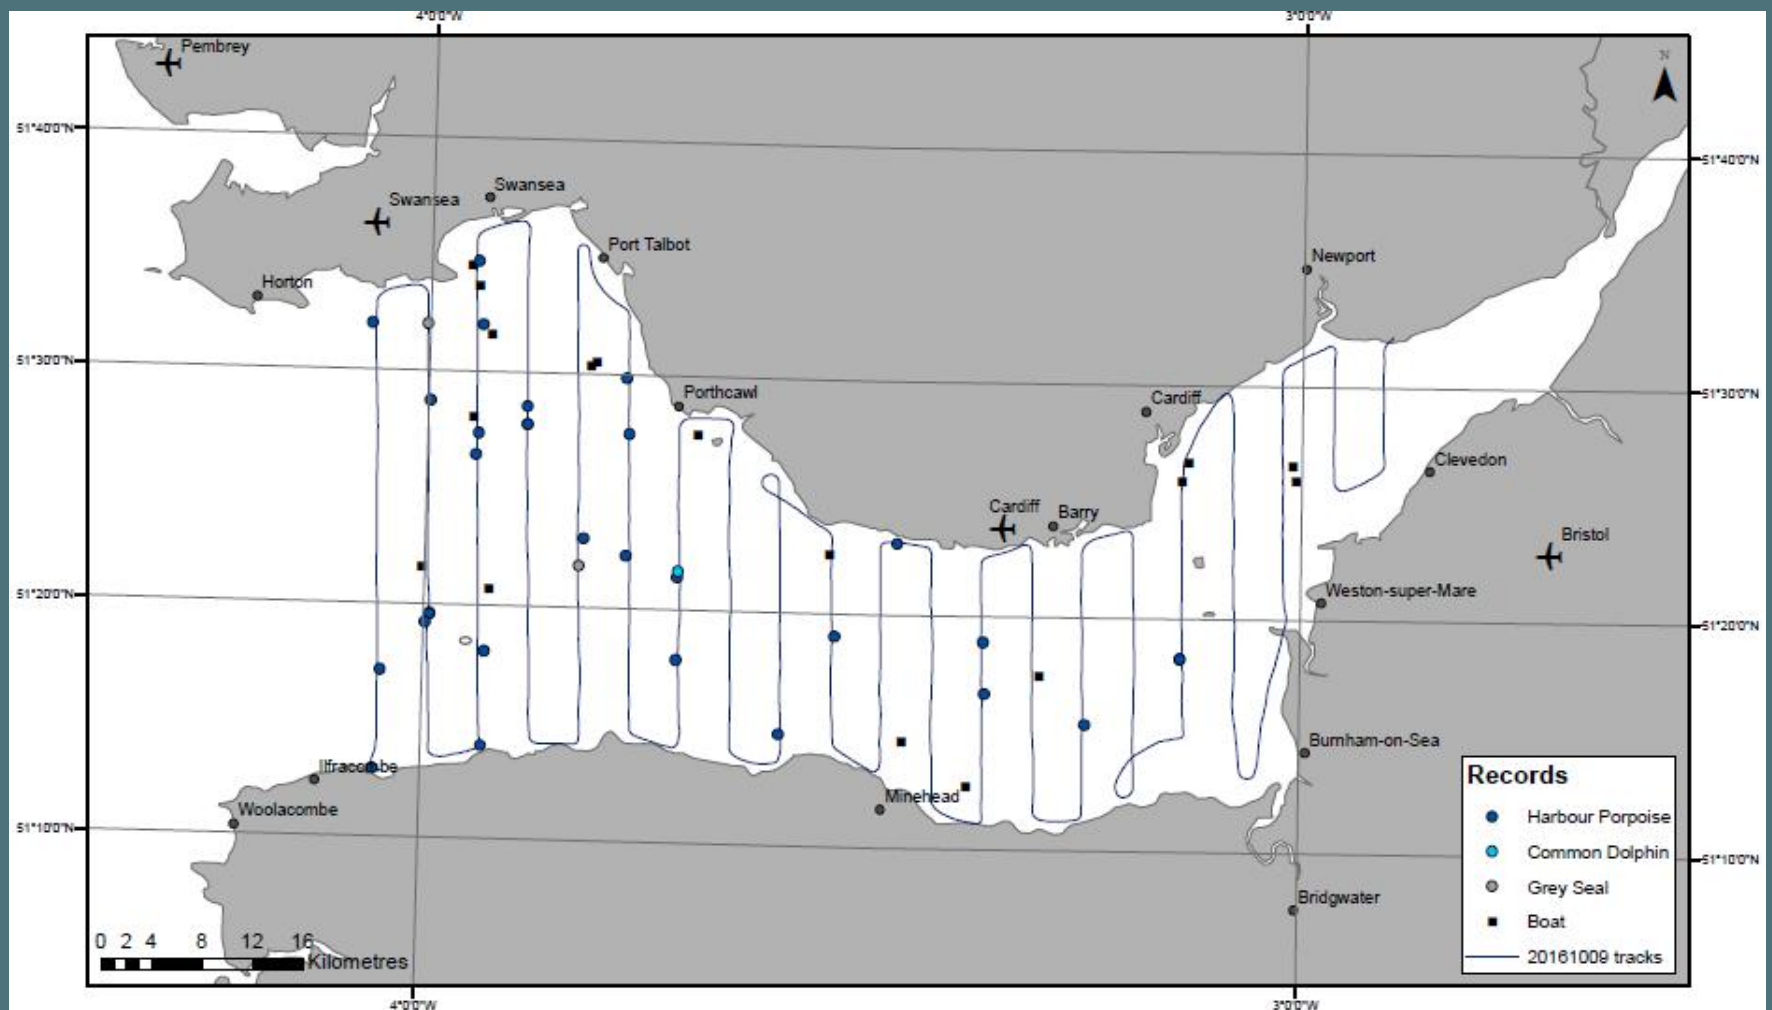 4°0'0"W
3°0'0"W
Pembrey
N
51°40'0"N
51°40'0"N
Swansea
Swansea
Port Talbot
Newport
Horton
51°30'0"N
51°30'0"N
Porthcawl
Cardiff
Clevedon
Cardiff
Barry
Bristol
51°20'0"N
Weston-super-Mare
51°20'0"N
Burnham-on-Sea
Ilfracombe
Minehead
Woolacombe
51°10'0"N
51°10'0"N
Bridgwater
Records
Harbour Porpoise
Common Dolphin
Grey Seal
Boat
20161009 tracks
0 2 4 8 12 16
Kilometres
4°0'0"W
3°0'0"W